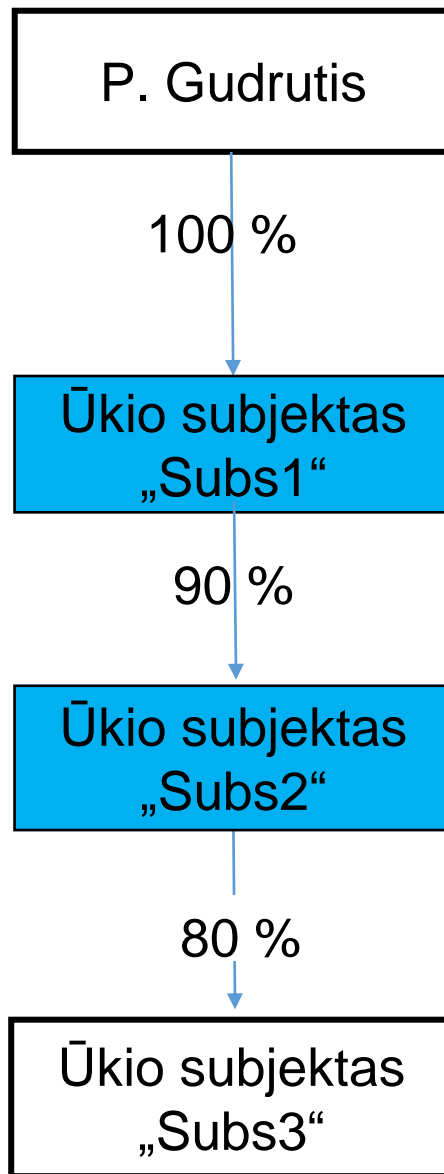 P. Gudrutis
100 %
Ūkio subjektas
„Subs1“
90 %
Ūkio subjektas
„Subs2“
80 %
Ūkio subjektas
„Subs3“